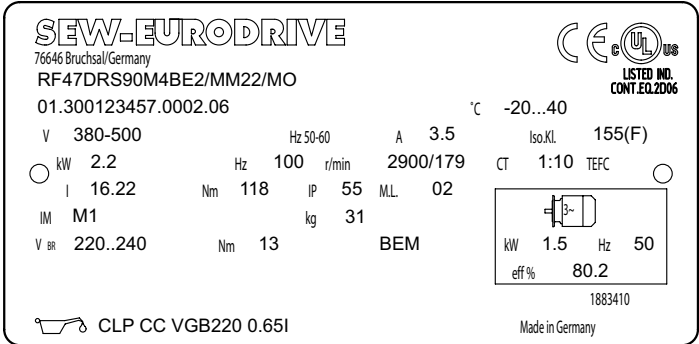 SEW-EURODRIVE
76646 Bruchsal/Germany
RF47DRS90M4BE2/MM22/MO
01.300123457.0002.06 °C -20...40
V 380-500 Hz 50-60 A 3.5 Iso.Kl. 155(F)
kW 2.2 Hz 100 r/min 2900/179 CT 1:10 TEFC
I 16.22 Nm 118 IP 55 M.L. 02
IM M1 kg 31
V BR 220..240 Nm 13 BEM
CE c UL US
LISTED IND.
CONT.EQ.2D06
3~
kW 1.5 Hz 50
eff % 80.2
1883410
CLP CC VGB220 0.65l
Made in Germany